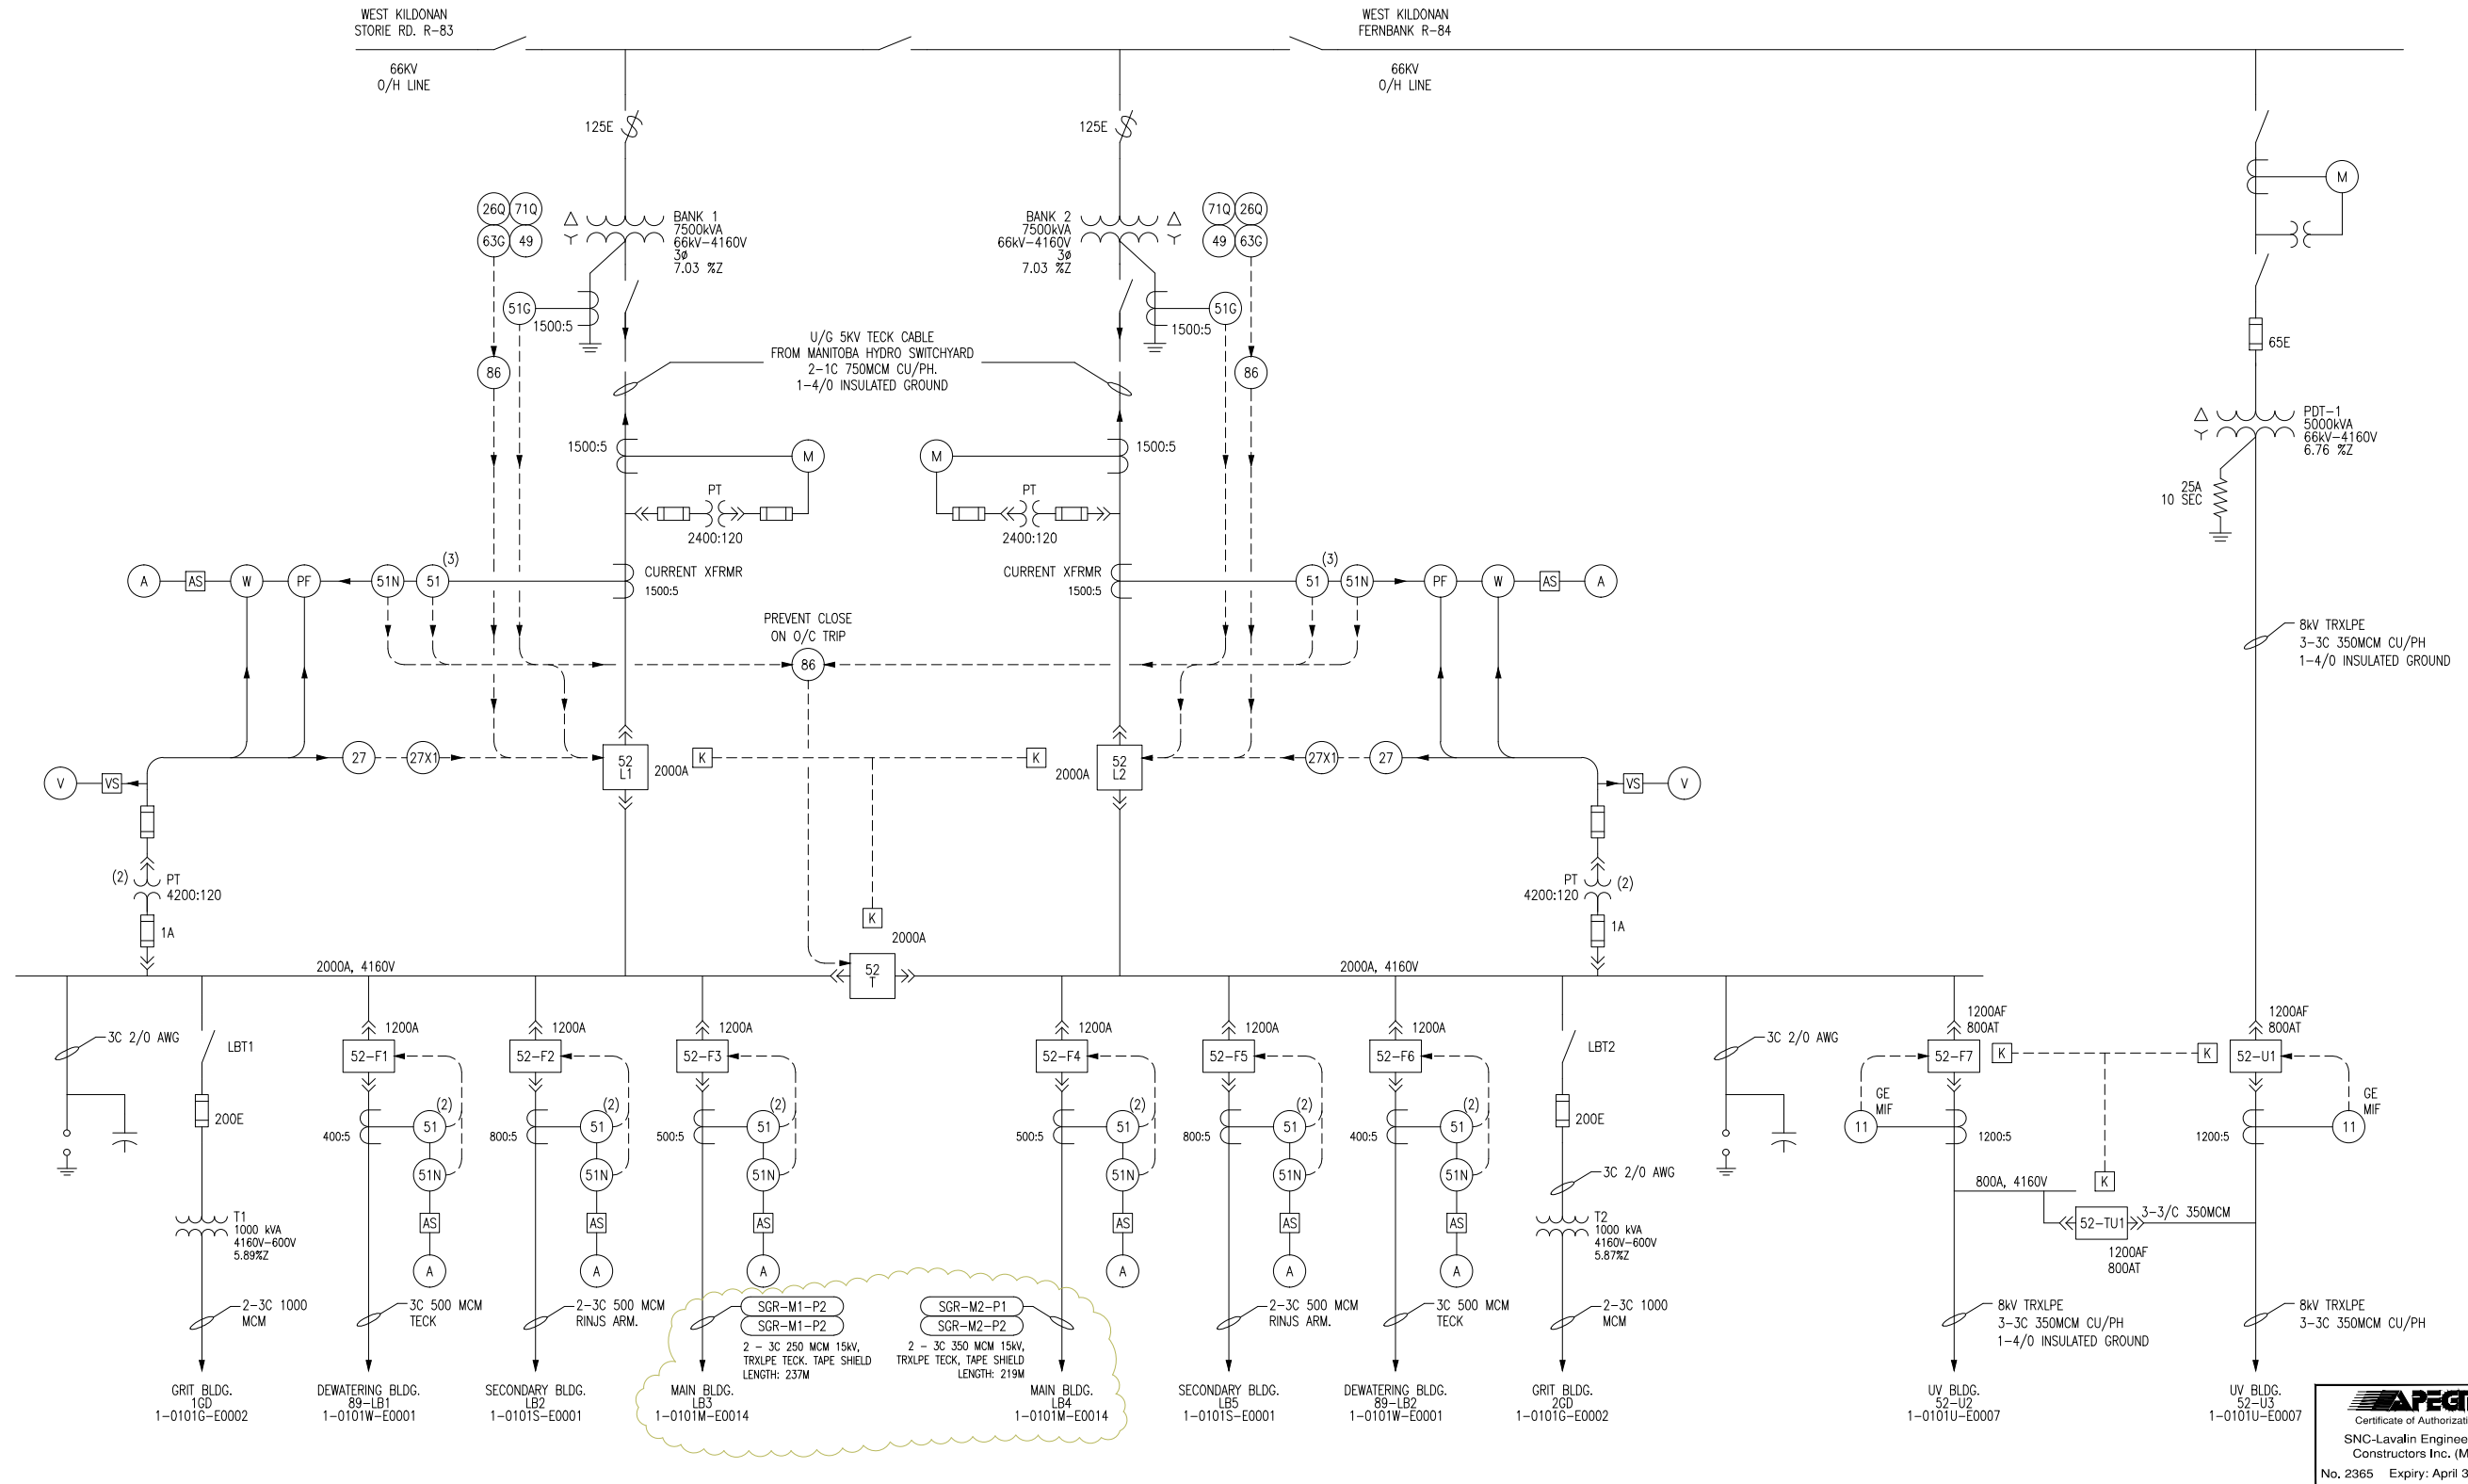 WEST KILDONAN
STORIE RD. R-83
66KV
O/H LINE
WEST KILDONAN
FERNBANK R-84
66KV
O/H LINE
125E
125E
M
26Q
71Q
63G
49
BANK 1
7500kVA
66kV-4160V
3ø
7.03 %Z
BANK 2
7500kVA
66kV-4160V
3ø
7.03 %Z
71Q
26Q
49
63G
51G
1500:5
51G
1500:5
U/G 5KV TECK CABLE
FROM MANITOBA HYDRO SWITCHYARD
2-1C 750MCM CU/PH.
1-4/0 INSULATED GROUND
86
86
65E
PDT-1
5000kVA
66kV-4160V
6.76 %Z
25A
10 SEC
1500:5
M
M
1500:5
PT
2400:120
PT
2400:120
A
AS
W
PF
51N
51
(3)
CURRENT XFRMR
1500:5
CURRENT XFRMR
1500:5
51
(3)
51N
PF
W
AS
A
PREVENT CLOSE
ON O/C TRIP
86
8kV TRXLPE
3-3C 350MCM CU/PH
1-4/0 INSULATED GROUND
V
VS
27
27X1
52
L1
2000A
K
K
2000A
52
L2
27X1
27
VS
V
(2)
PT
4200:120
1A
PT
4200:120
(2)
1A
K
2000A
52
T
2000A, 4160V
2000A, 4160V
3C 2/0 AWG
LBT1
200E
T1
1000 kVA
4160V-600V
5.89%Z
2-3C 1000
MCM
GRIT BLDG.
1GD
1-0101G-E0002
1200A
52-F1
400:5
(2)
51
51N
AS
A
3C 500 MCM
TECK
DEWATERING BLDG.
89-LB1
1-0101W-E0001
1200A
52-F2
800:5
(2)
51
51N
AS
A
2-3C 500 MCM
RINJS ARM.
SECONDARY BLDG.
LB2
1-0101S-E0001
1200A
52-F3
500:5
(2)
51
51N
AS
A
SGR-M1-P2
SGR-M1-P2
2 - 3C 250 MCM 15kV,
TRXLPE TECK. TAPE SHIELD
LENGTH: 237M
MAIN BLDG.
LB3
1-0101M-E0014
1200A
52-F4
500:5
(2)
51
51N
AS
A
SGR-M2-P1
SGR-M2-P2
2 - 3C 350 MCM 15kV,
TRXLPE TECK, TAPE SHIELD
LENGTH: 219M
MAIN BLDG.
LB4
1-0101M-E0014
1200A
52-F5
800:5
(2)
51
51N
AS
A
2-3C 500 MCM
RINJS ARM.
SECONDARY BLDG.
LB5
1-0101S-E0001
1200A
52-F6
400:5
(2)
51
51N
AS
A
3C 500 MCM
TECK
DEWATERING BLDG.
89-LB2
1-0101W-E0001
LBT2
200E
3C 2/0 AWG
T2
1000 kVA
4160V-600V
5.87%Z
2-3C 1000
MCM
GRIT BLDG.
2GD
1-0101G-E0002
3C 2/0 AWG
1200AF
800AT
52-F7
K
K
GE
MIF
11
1200:5
1200AF
800AT
52-U1
GE
MIF
11
1200:5
800A, 4160V
K
52-TU1
3-3/C 350MCM
1200AF
800AT
8kV TRXLPE
3-3C 350MCM CU/PH
1-4/0 INSULATED GROUND
UV BLDG.
52-U2
1-0101U-E0007
8kV TRXLPE
3-3C 350MCM CU/PH
UV BLDG.
52-U3
1-0101U-E0007
Certificate of
SNC-Lavalin
Constructors Inc.
No. 2365 Expiry: April